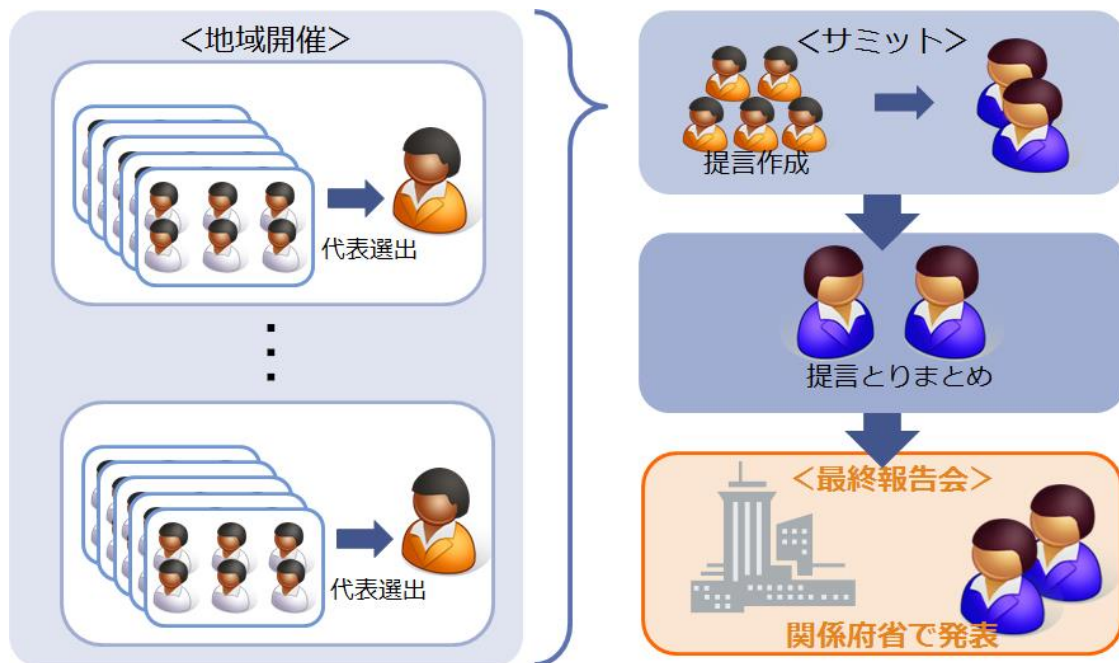 <地域開催>
代表選出
代表選出
<サミット>
提言作成
提言とりまとめ
<最終報告会>
関係府省で発表